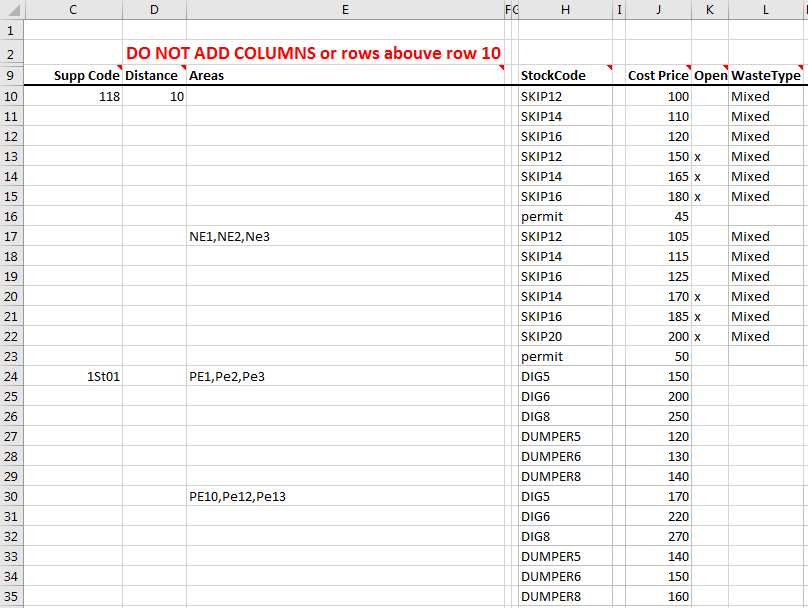 C D E F G H I J K L
1
2 DO NOT ADD COLUMNS or rows abouve row 10
9 Supp Code Distance Areas StockCode Cost Price Open WasteType
10 118 10 SKIP12 100 Mixed
11 SKIP14 110 Mixed
12 SKIP16 120 Mixed
13 SKIP12 150 x Mixed
14 SKIP14 165 x Mixed
15 SKIP16 180 x Mixed
16 permit 45
17 NE1,NE2,Ne3 SKIP12 105 Mixed
18 SKIP14 115 Mixed
19 SKIP16 125 Mixed
20 SKIP14 170 x Mixed
21 SKIP16 185 x Mixed
22 SKIP20 200 x Mixed
23 permit 50
24 1St01 PE1,Pe2,Pe3 DIG5 150
25 DIG6 200
26 DIG8 250
27 DUMPER5 120
28 DUMPER6 130
29 DUMPER8 140
30 PE10,Pe12,Pe13 DIG5 170
31 DIG6 220
32 DIG8 270
33 DUMPER5 140
34 DUMPER6 150
35 DUMPER8 160